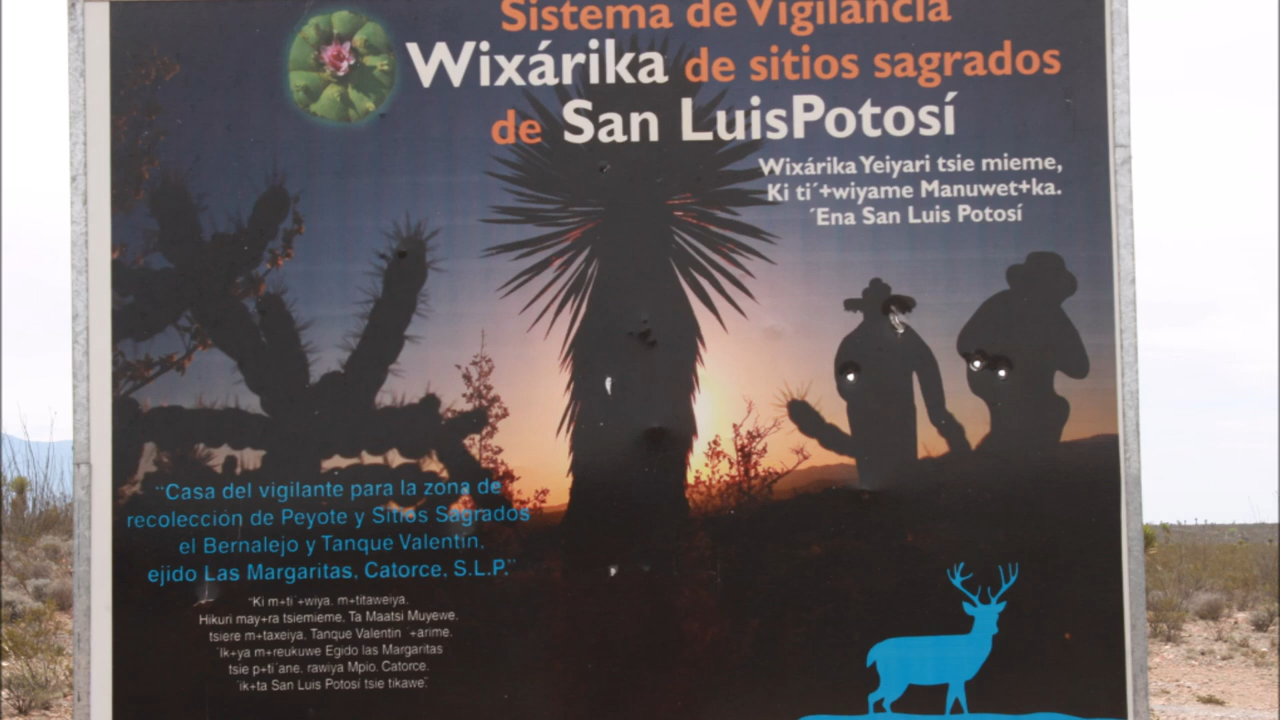 Sistema de Vigilancia
Wixárika de sitios sagrados
de San LuisPotosí
Wixárika Yeiyari tsie mieme,
Ki ti´+wiyame Manuwet+ka.
´Ena San Luis Potosí
¨Casa del vigilante para la zona de
recolección de Peyote y Sitios Sagrados
el Bernalejo y Tanque Valentín,
ejido Las Margaritas, Catorce, S.L.P.¨
¨Ki m+ti´+wiya. m+titaweiya.
Hikuri may+ra tsiemieme. Ta Maatsi Muyewe.
tsiere m+taxeiya. Tanque Valentin ´+arime.
¨ik+ya m+reukuwe Egido las Margaritas
tsie p+ti´ane. rawiya Mpio. Catorce.
¨ik+ta San Luis Potosí tsie tikawe¨